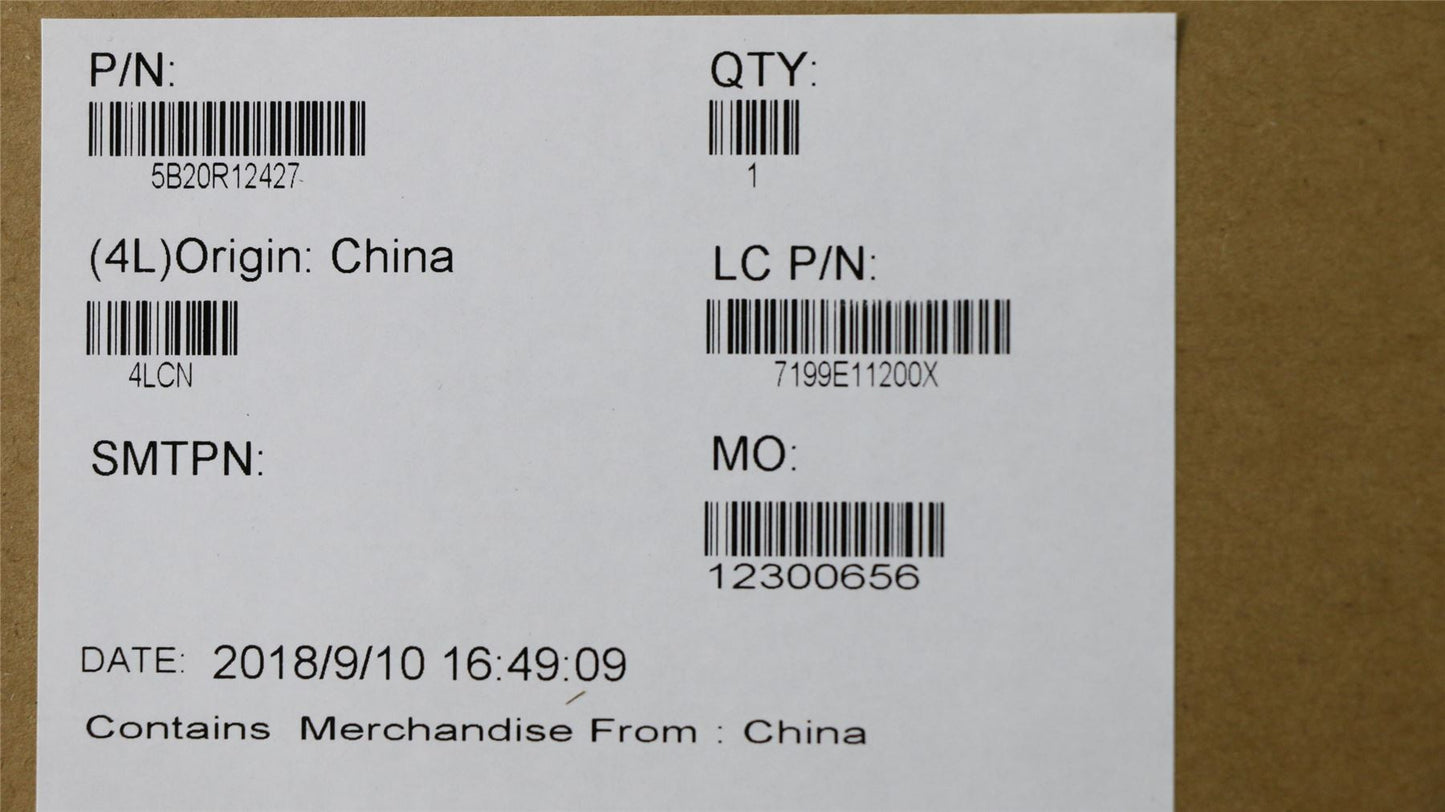 P/N:
QTY:
5B20R12427
1
(4L)Origin: China
LC P/N:
4LCN
7199E11200X
SMTPN:
MO:
12300656
DATE: 2018/9/10 16:49:09
Contains Merchandise From : China